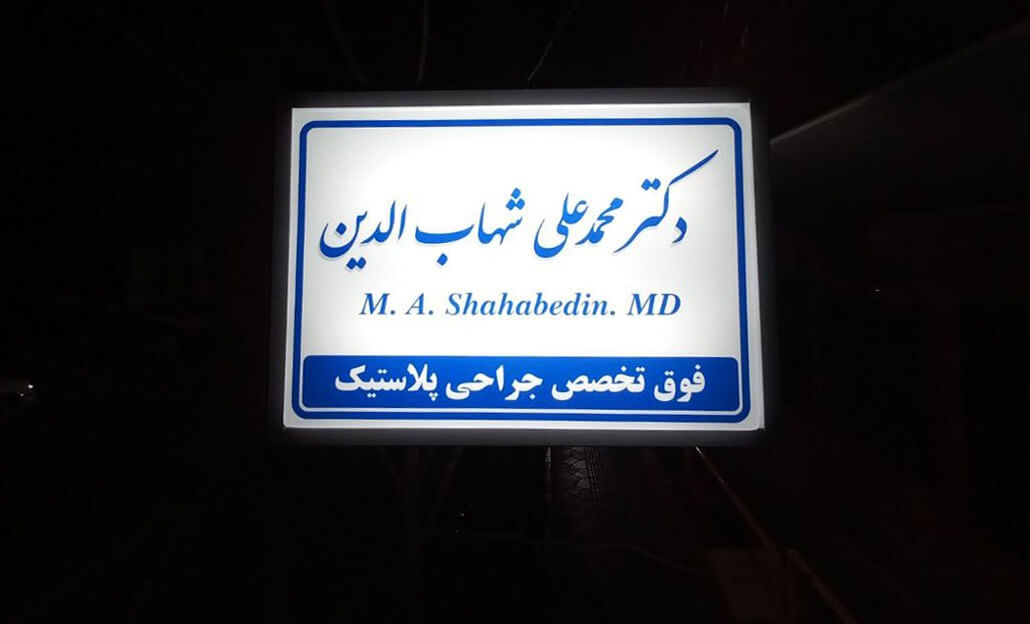 دکتر محمدعلی شهاب الدین
M. A. Shahabedin. MD
فوق تخصص جراحی پلاستیک